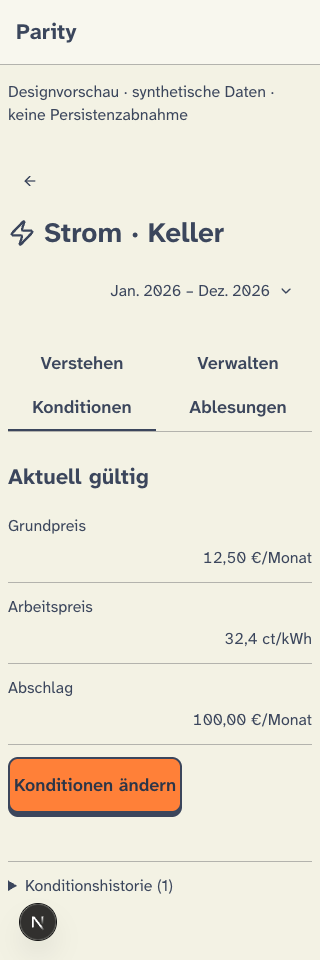 Parity
Designvorschau · synthetische Daten ·
keine Persistenzabnahme
Strom · Keller
Jan. 2026 – Dez. 2026
Verstehen
Verwalten
Konditionen
Ablesungen
Aktuell gültig
Grundpreis
12,50 €/Monat
Arbeitspreis
32,4 ct/kWh
Abschlag
100,00 €/Monat
Konditionen ändern
Konditionshistorie (1)
N